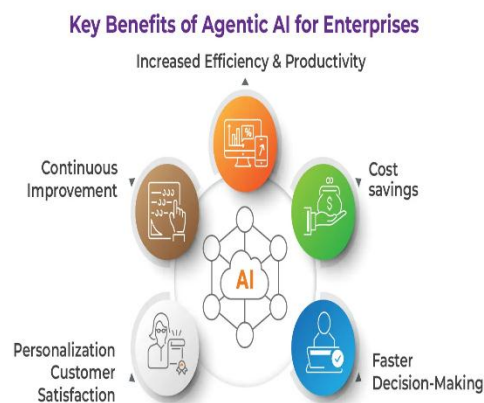 Key Benefits of Agentic AI for Enterprises
Increased Efficiency & Productivity
Continuous
Improvement
Cost
savings
%
$
AI
Personalization
Customer
Satisfaction
Faster
Decision-Making